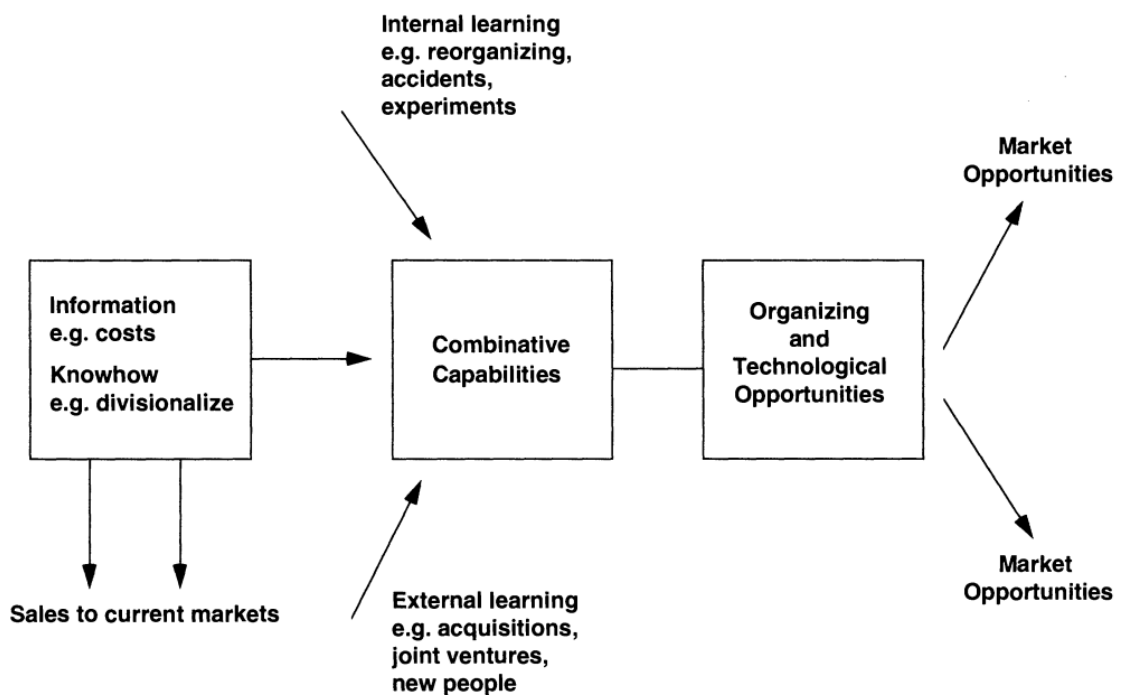 Internal learning
e.g. reorganizing,
accidents,
experiments
Market
Opportunities
Information
e.g. costs
Knowhow
e.g. divisionalize
Combinative
Capabilities
Organizing
and
Technological
Opportunities
Sales to current markets
External learning
e.g. acquisitions,
joint ventures,
new people
Market
Opportunities